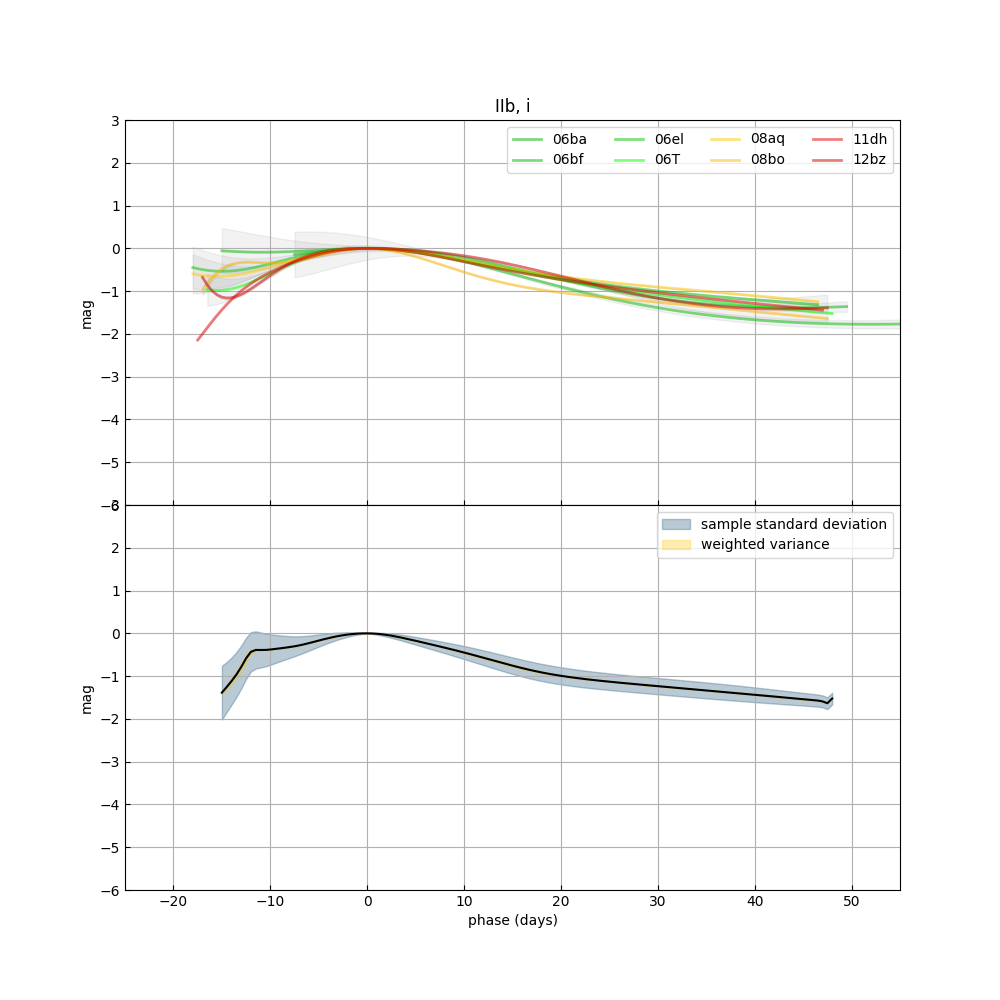 IIb, i
3
2
1
0
−1
−2
−3
−4
−5
−6
mag
06ba 06el 08aq 11dh
06bf 06T 08bo 12bz
3
2
1
0
−1
−2
−3
−4
−5
−6
mag
sample standard deviation
weighted variance
−20 −10 0 10 20 30 40 50
phase (days)